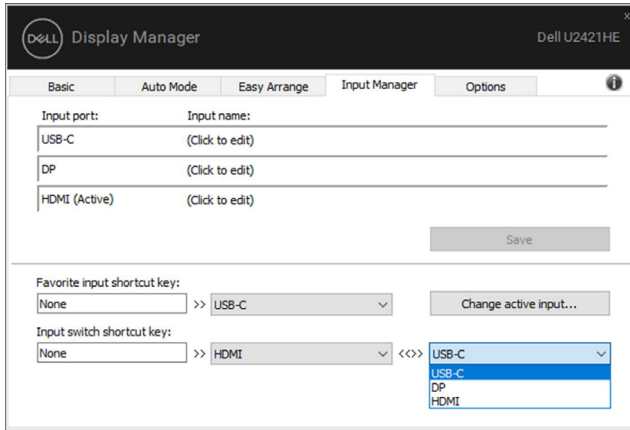 x
DELL Display Manager Dell U2421HE
Basic Auto Mode Easy Arrange Input Manager Options i
Input port: Input name:
USB-C (Click to edit)
DP (Click to edit)
HDMI (Active) (Click to edit)
Save
Favorite input shortcut key:
None >> USB-C Change active input...
Input switch shortcut key:
None >> HDMI <<>> USB-C
USB-C
DP
HDMI